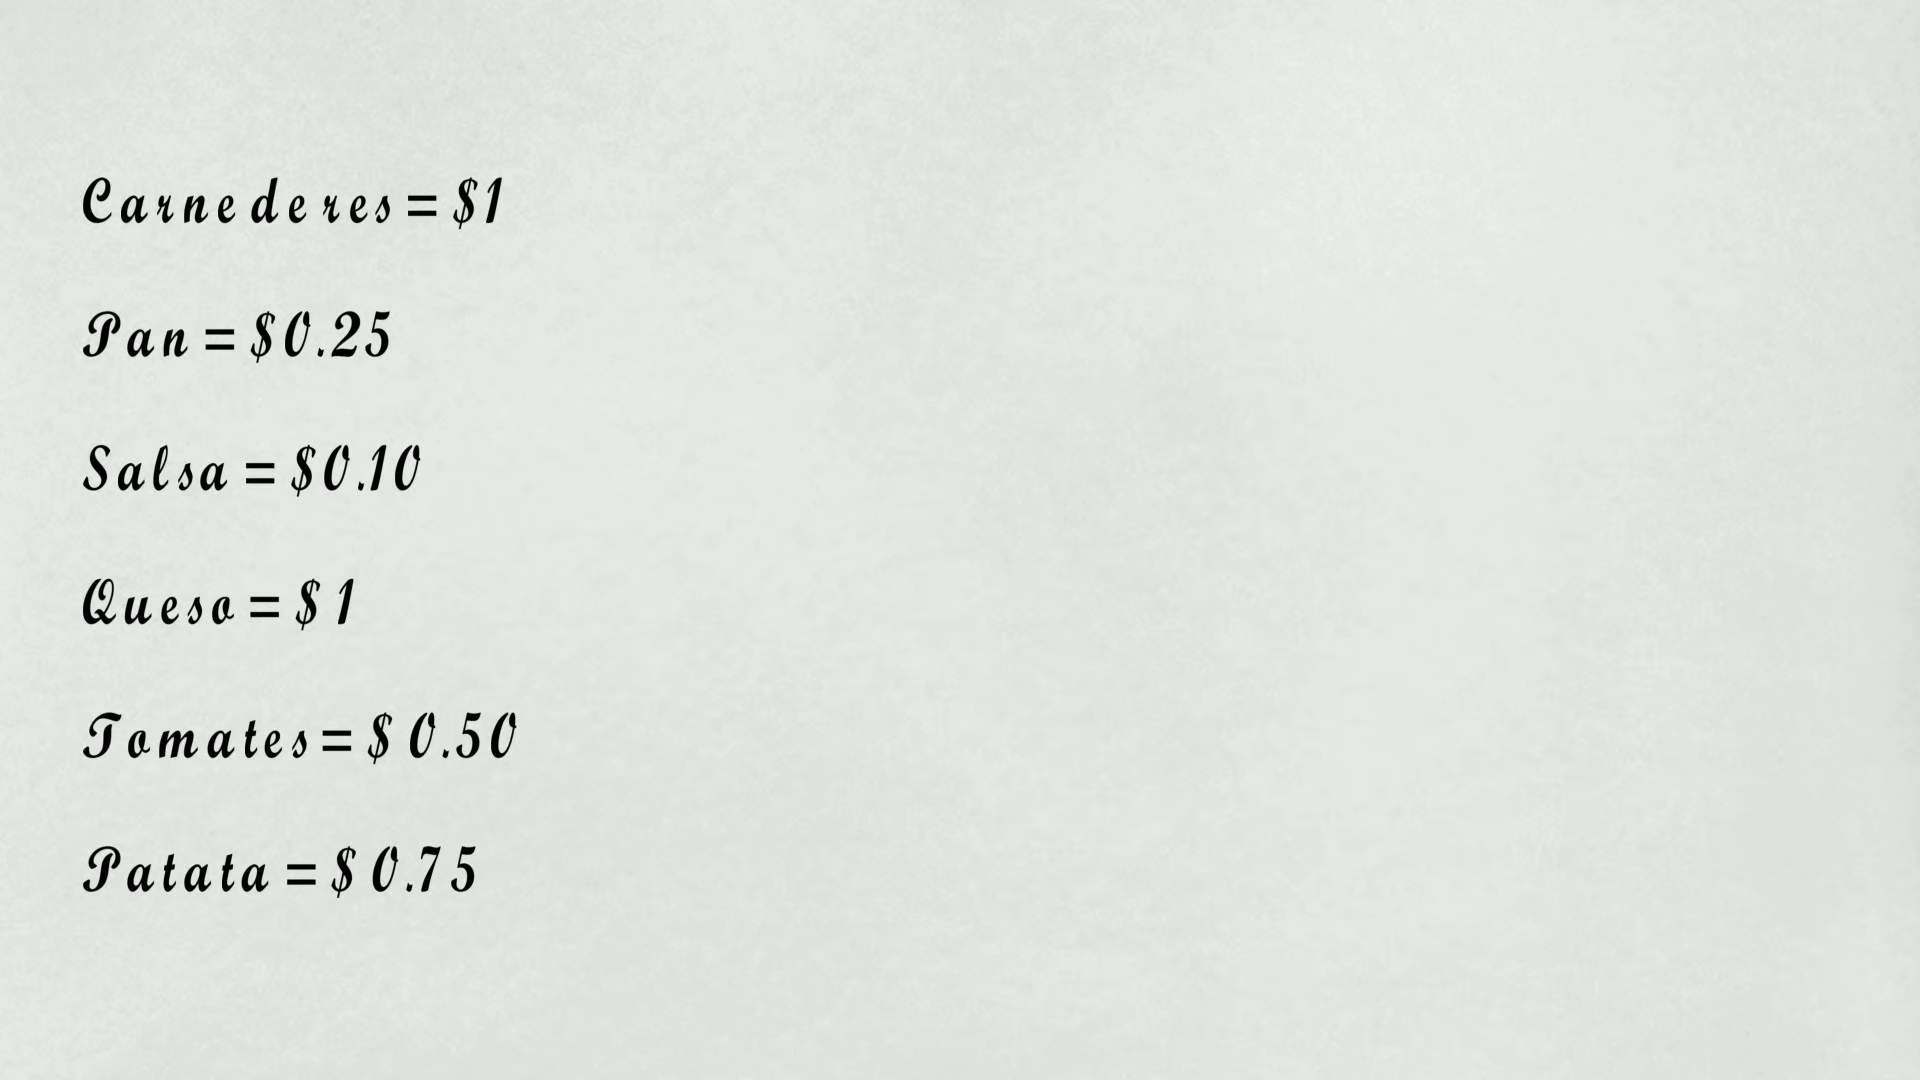 Carne de res = $1
Pan = $0.25
Salsa = $0.10
Queso = $ 1
Tomates = $ 0.50
Patata = $ 0.75